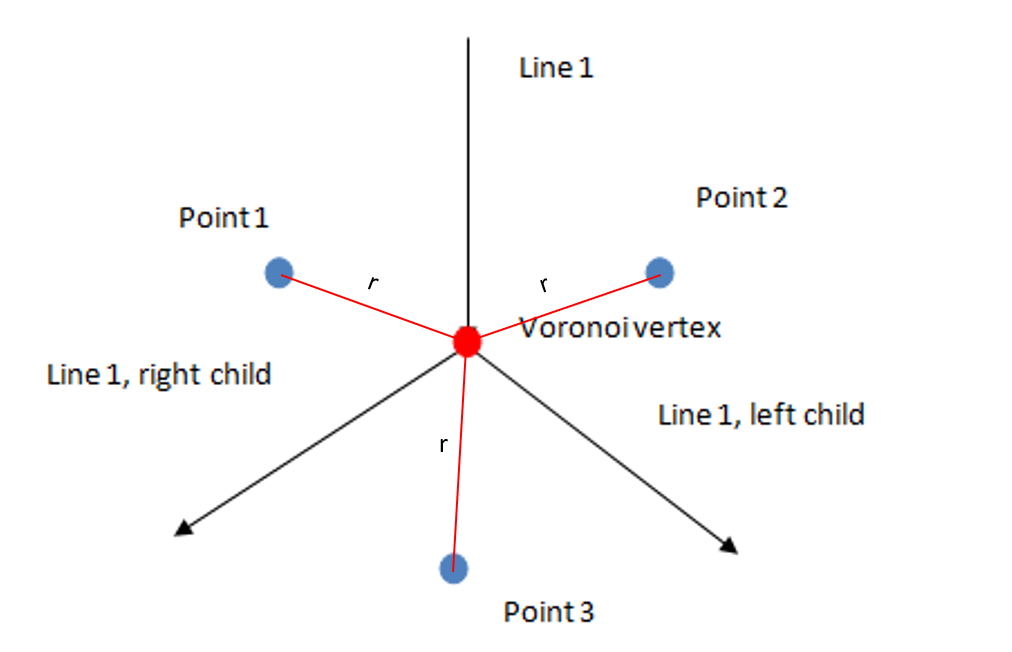 Line 1
Point 2
Point 1
r
r
Voronoi vertex
Line 1, right child
Line 1, left child
r
Point 3